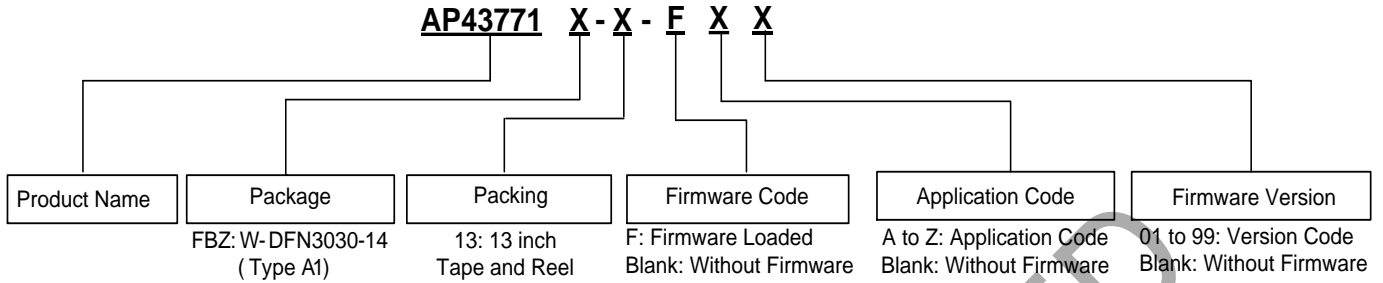 AP43771 X - X - F X X
Product Name
Package
Packing
Firmware Code
Application Code
Firmware Version
FBZ: W-DFN3030-14
( Type A1)
13: 13 inch
Tape and Reel
F: Firmware Loaded
Blank: Without Firmware
A to Z: Application Code
Blank: Without Firmware
01 to 99: Version Code
Blank: Without Firmware